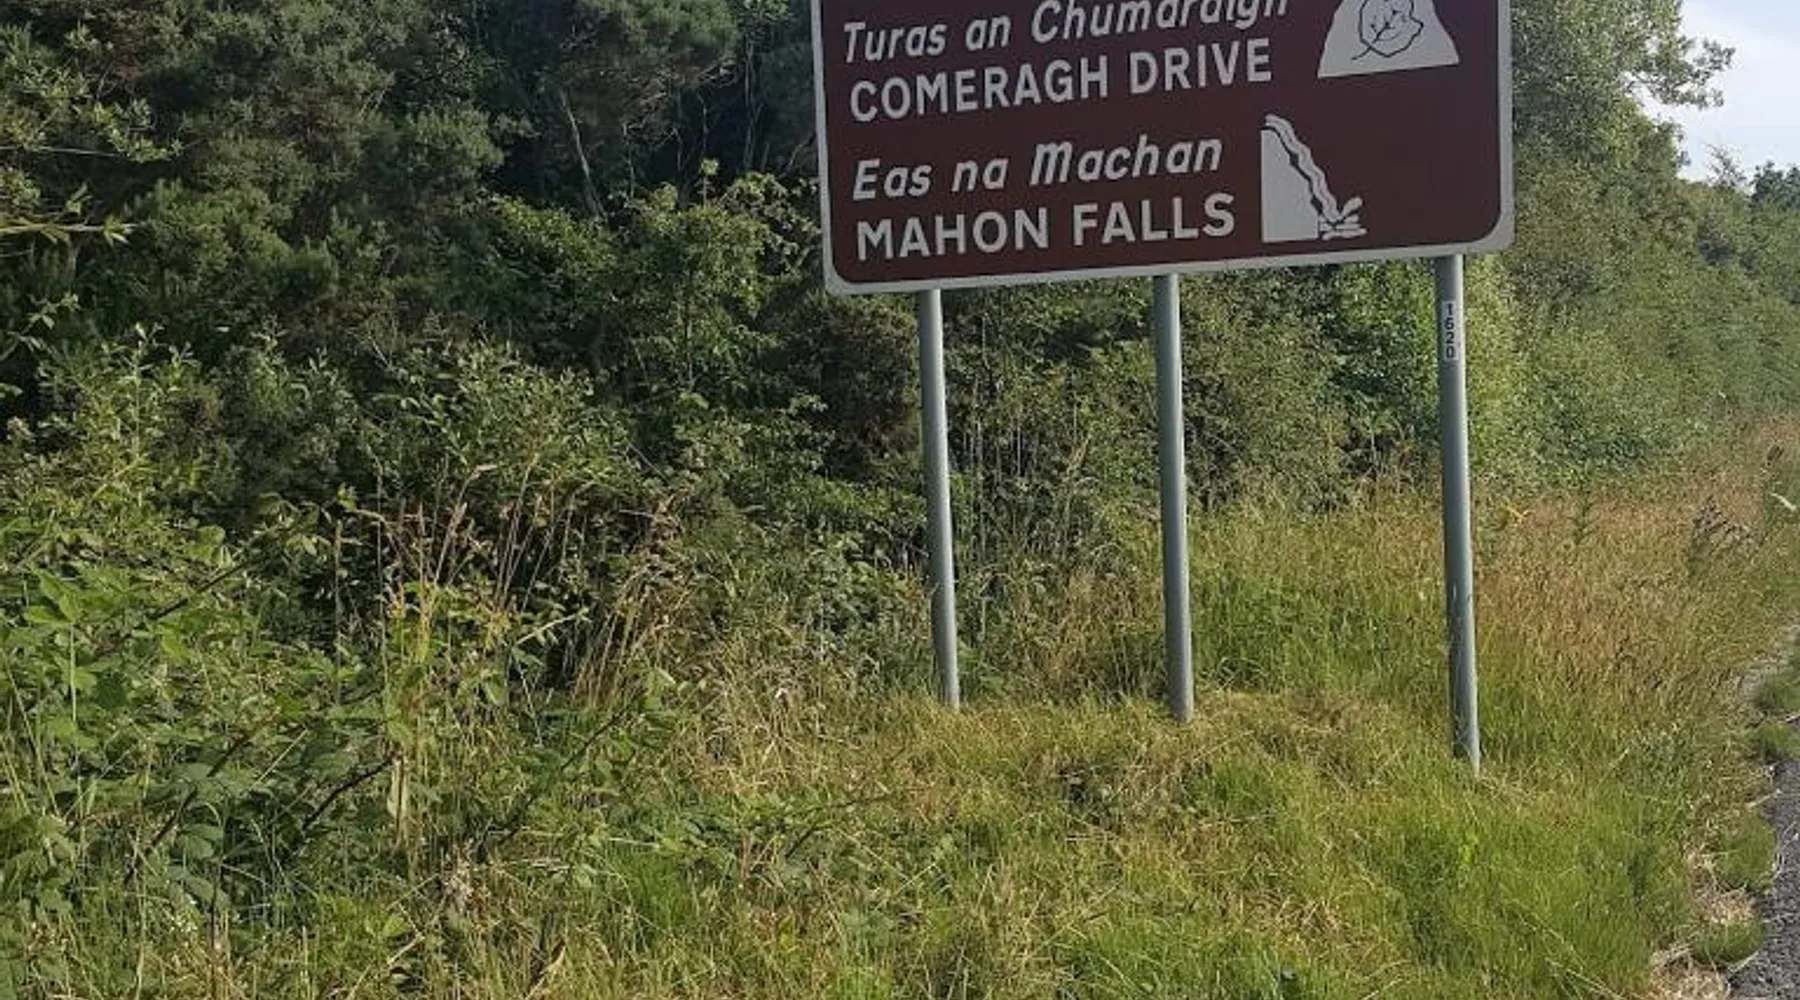 Turas an Chumaraigh
COMERAGH DRIVE
Eas na Machan
MAHON FALLS
1620